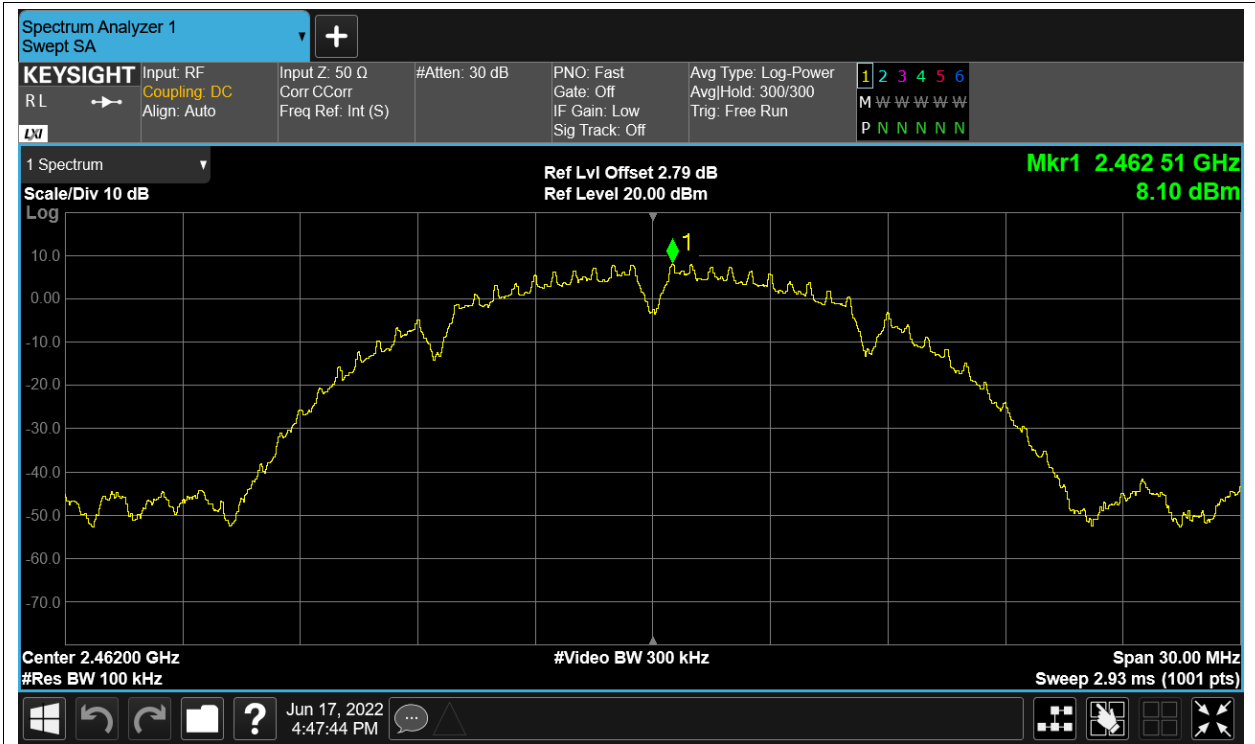 Spectrum Analyzer 1
Swept SA
+
KEYSIGHT
R L
LXI
Input: RF
Coupling: DC
Align: Auto
Input Z: 50 Ω
Corr CCorr
Freq Ref: Int (S)
#Atten: 30 dB
PNO: Fast
Gate: Off
IF Gain: Low
Sig Track: Off
Avg Type: Log-Power
Avg|Hold: 300/300
Trig: Free Run
1 2 3 4 5 6
M W W W W W
P N N N N N
1 Spectrum
Scale/Div 10 dB
Log
Ref Lvl Offset 2.79 dB
Ref Level 20.00 dBm
Mkr1 2.462 51 GHz
8.10 dBm
1
10.0
0.00
-10.0
-20.0
-30.0
-40.0
-50.0
-60.0
-70.0
Center 2.46200 GHz
#Res BW 100 kHz
#Video BW 300 kHz
Span 30.00 MHz
Sweep 2.93 ms (1001 pts)
?
Jun 17, 2022
4:47:44 PM